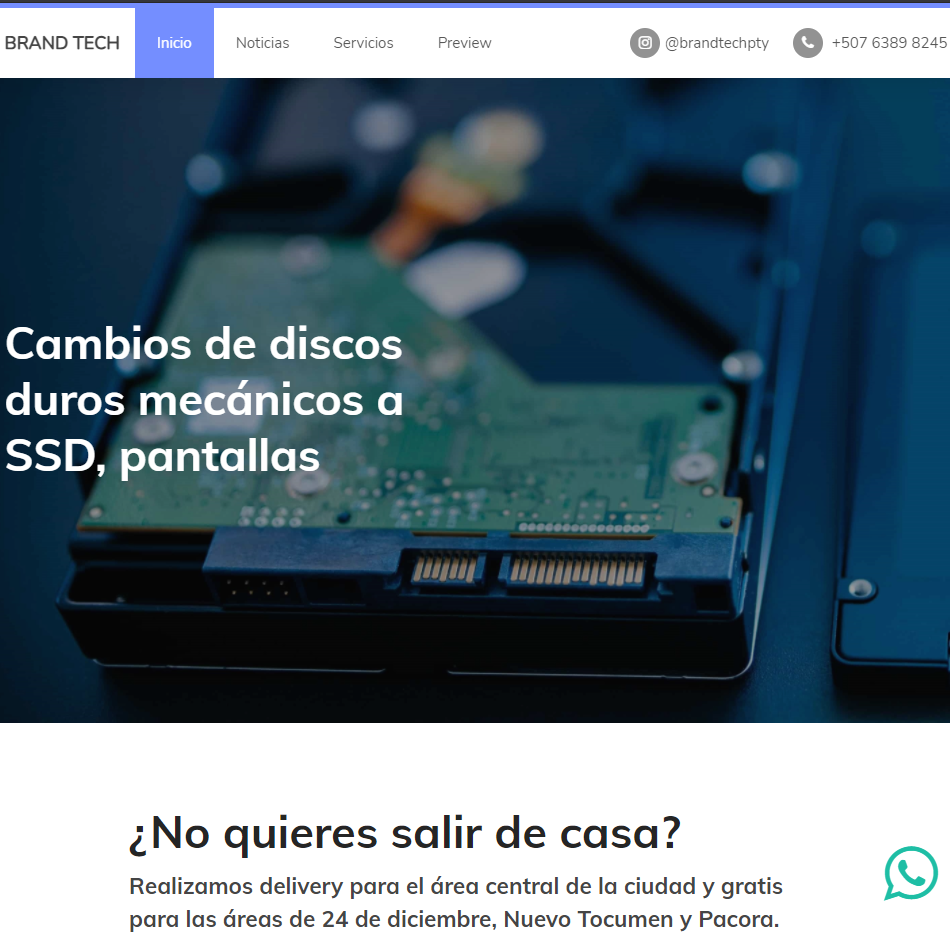 BRAND TECH Inicio Noticias Servicios Preview @brandtechpty +507 6389 8245
Cambios de discos
duros mecánicos a
SSD, pantallas
¿No quieres salir de casa?
Realizamos delivery para el área central de la ciudad y gratis
para las áreas de 24 de diciembre, Nuevo Tocumen y Pacora.